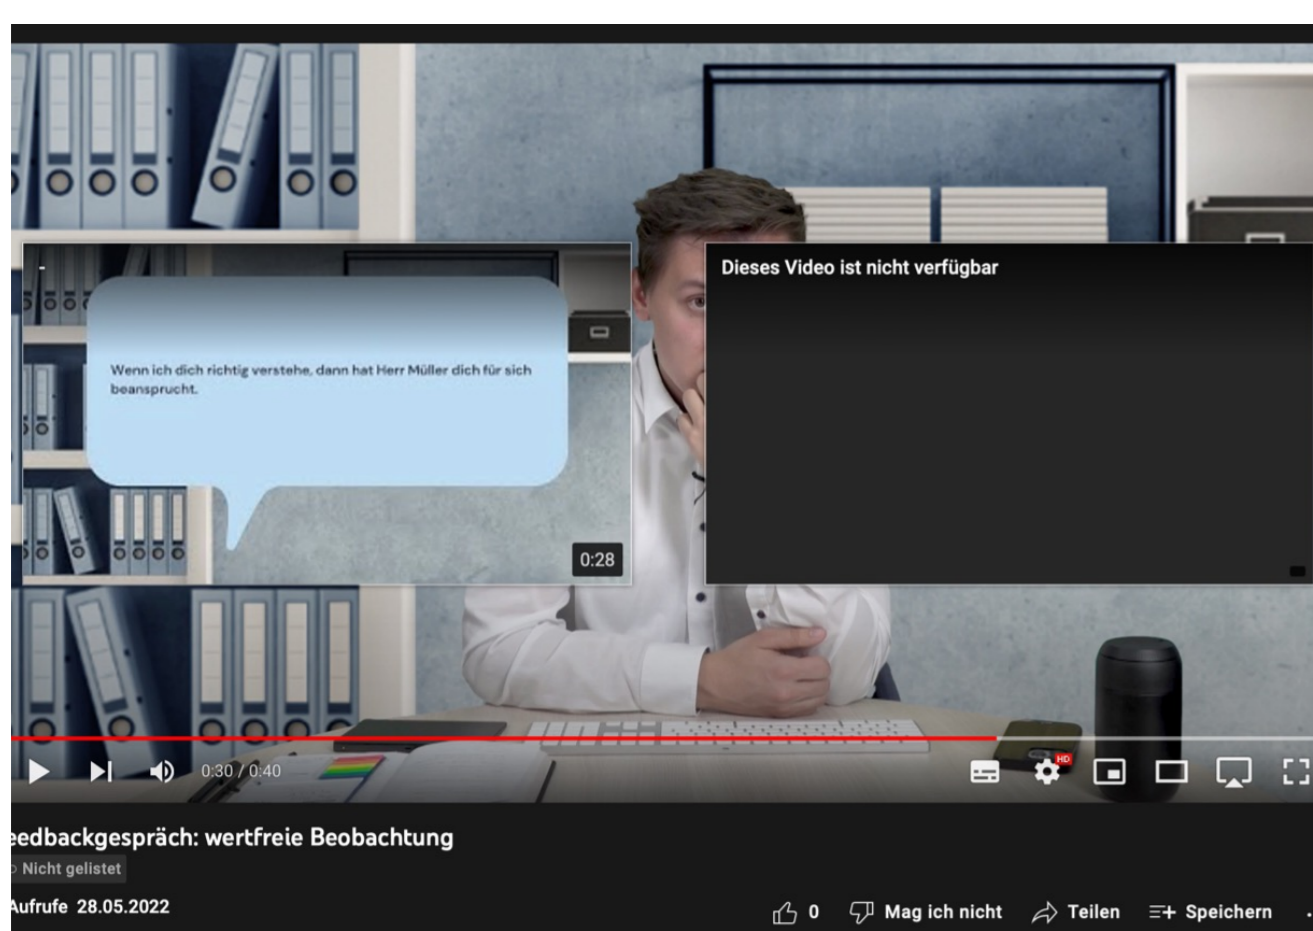 -
Dieses Video ist nicht verfügbar
Wenn ich dich richtig verstehe, dann hat Herr Müller dich für sich
beansprucht.
0:28
0:30 / 0:40
HD
eedbackgespräch: wertfreie Beobachtung
Nicht gelistet
Aufrufe 28.05.2022
0
Mag ich nicht
Teilen
Speichern